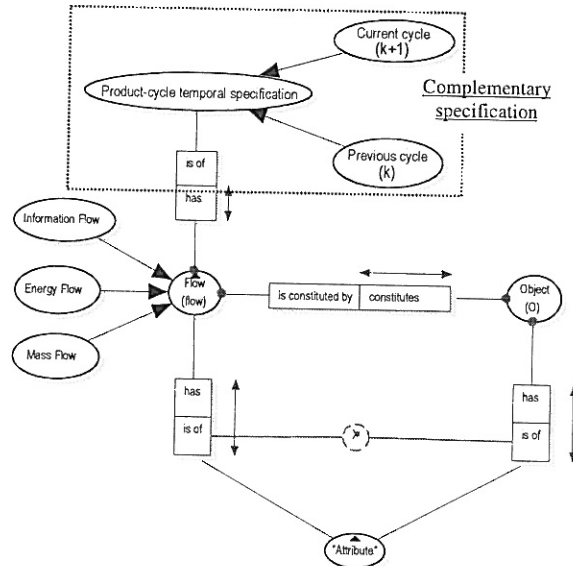 Current cycle
(k+1)
Product-cycle temporal specification
Complementary
specification
Previous cycle
(k)
is of
has
Information Flow
Energy Flow
Mass Flow
Flow
(flow)
is constituted by
constitutes
Object
(O)
has
is of
has
is of
"Attribute"